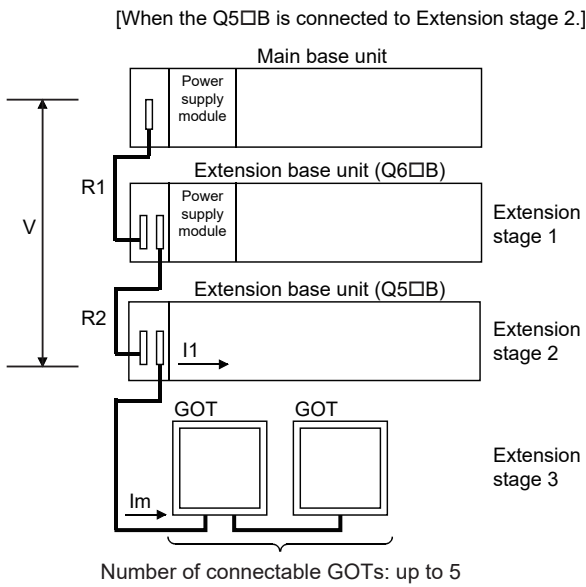 [When the Q5□B is connected to Extension stage 2.]
Main base unit
Power
supply
module
R1
Extension base unit (Q6□B)
Power
supply
module
Extension
stage 1
V
R2
Extension base unit (Q5□B)
I1
Extension
stage 2
GOT
GOT
Extension
stage 3
Im
Number of connectable GOTs: up to 5